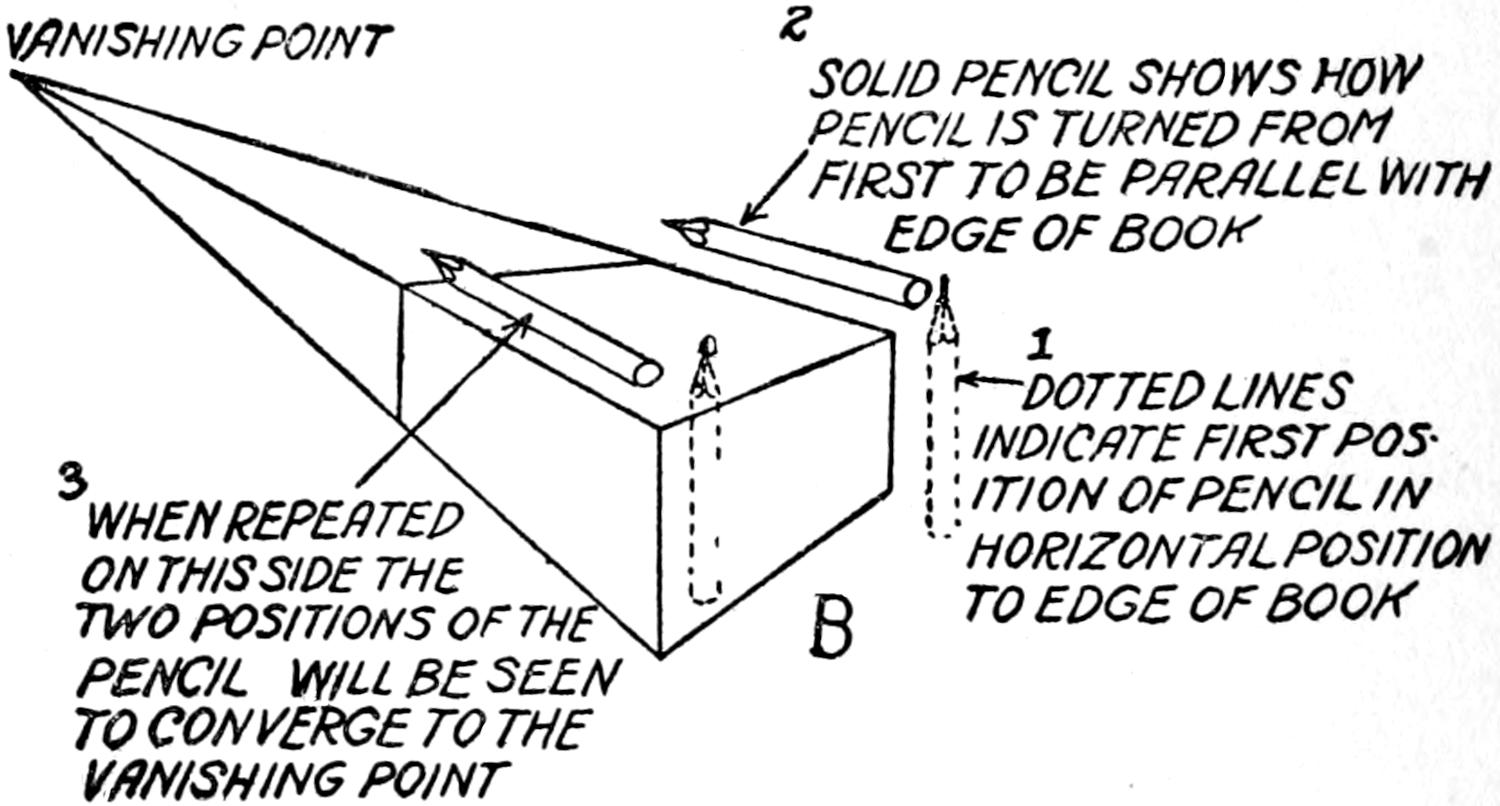 VANISHING POINT
2
SOLID PENCIL SHOWS HOW
PENCIL IS TURNED FROM
FIRST TO BE PARALLEL WITH
EDGE OF BOOK
1
DOTTED LINES
INDICATE FIRST POS-
ITION OF PENCIL IN
HORIZONTAL POSITION
TO EDGE OF BOOK
3
WHEN REPEATED
ON THIS SIDE THE
TWO POSITIONS OF THE
PENCIL WILL BE SEEN
TO CONVERGE TO THE
VANISHING POINT
B